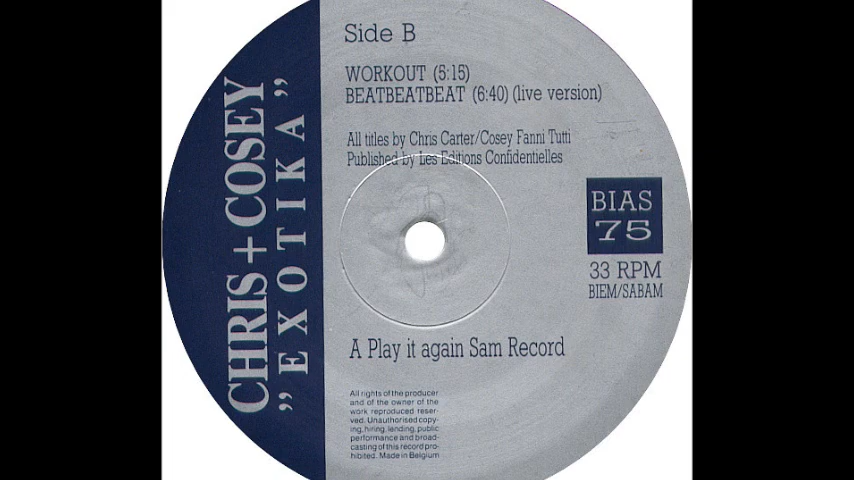 Side B
WORKOUT (5:15)
BEATBEATBEAT (6:40) (live version)
All titles by Chris Carter/Cosey Fanni Tutti
Published by Les Editions Confidentielles
CHRIS + COSEY
" EXOTIKA "
BIAS
75
33 RPM
BIEM/SABAM
A Play it again Sam Record
All rights of the producer
and of the owner of the
work reproduced reser-
ved. Unauthorised copy-
ing, hiring, lending, public
performance and broad-
casting of this record pro-
hibited. Made in Belgium